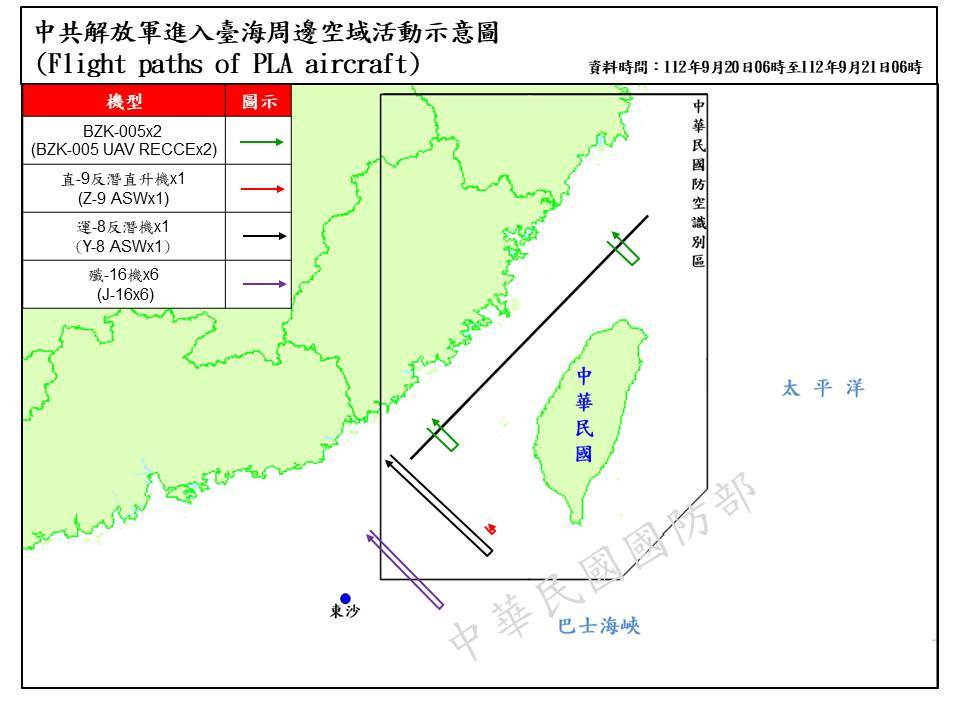 中共解放軍進入臺海周邊空域活動示意圖
(Flight paths of PLA aircraft)
資料時間：112年9月20日06時至112年9月21日06時
機型
圖示
BZK-005x2
(BZK-005 UAV RECCEx2)
直-9反潛直升機x1
(Z-9 ASWx1)
運-8反潛機x1
（Y-8 ASWx1）
殲-16機x6
(J-16x6)
中華民國防空識別區
中華民國
太平洋
東沙
巴士海峽
中華民國國防部